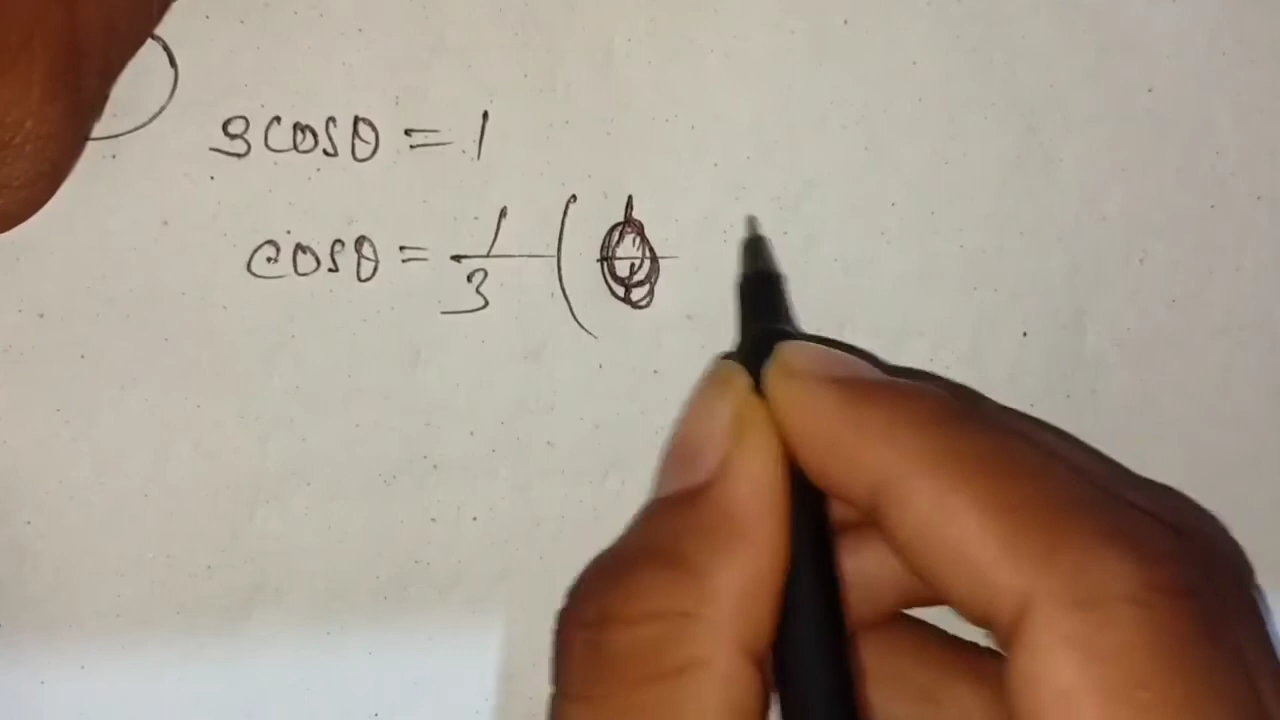 3cosθ = 1
cosθ = 1/3 (